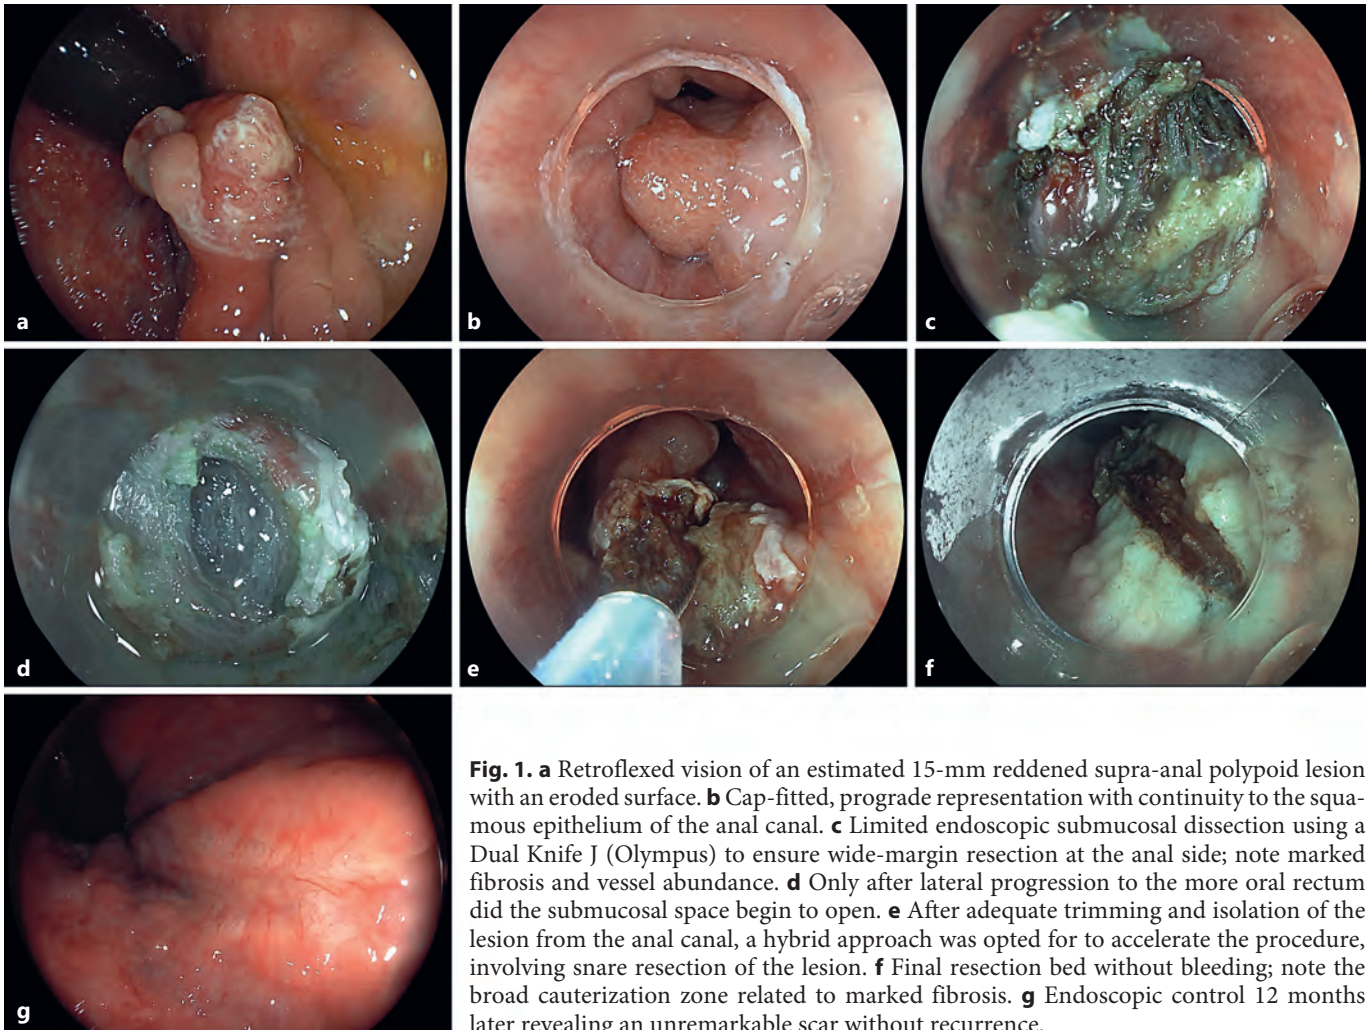 a
b
c
d
e
f
g
Fig. 1. a Retroflexed vision of an estimated 15-mm reddened supra-anal polypoid lesion
with an eroded surface. b Cap-fitted, prograde representation with continuity to the squa-
mous epithelium of the anal canal. c Limited endoscopic submucosal dissection using a
Dual Knife J (Olympus) to ensure wide-margin resection at the anal side; note marked
fibrosis and vessel abundance. d Only after lateral progression to the more oral rectum
did the submucosal space begin to open. e After adequate trimming and isolation of the
lesion from the anal canal, a hybrid approach was opted for to accelerate the procedure,
involving snare resection of the lesion. f Final resection bed without bleeding; note the
broad cauterization zone related to marked fibrosis. g Endoscopic control 12 months
later revealing an unremarkable scar without recurrence.